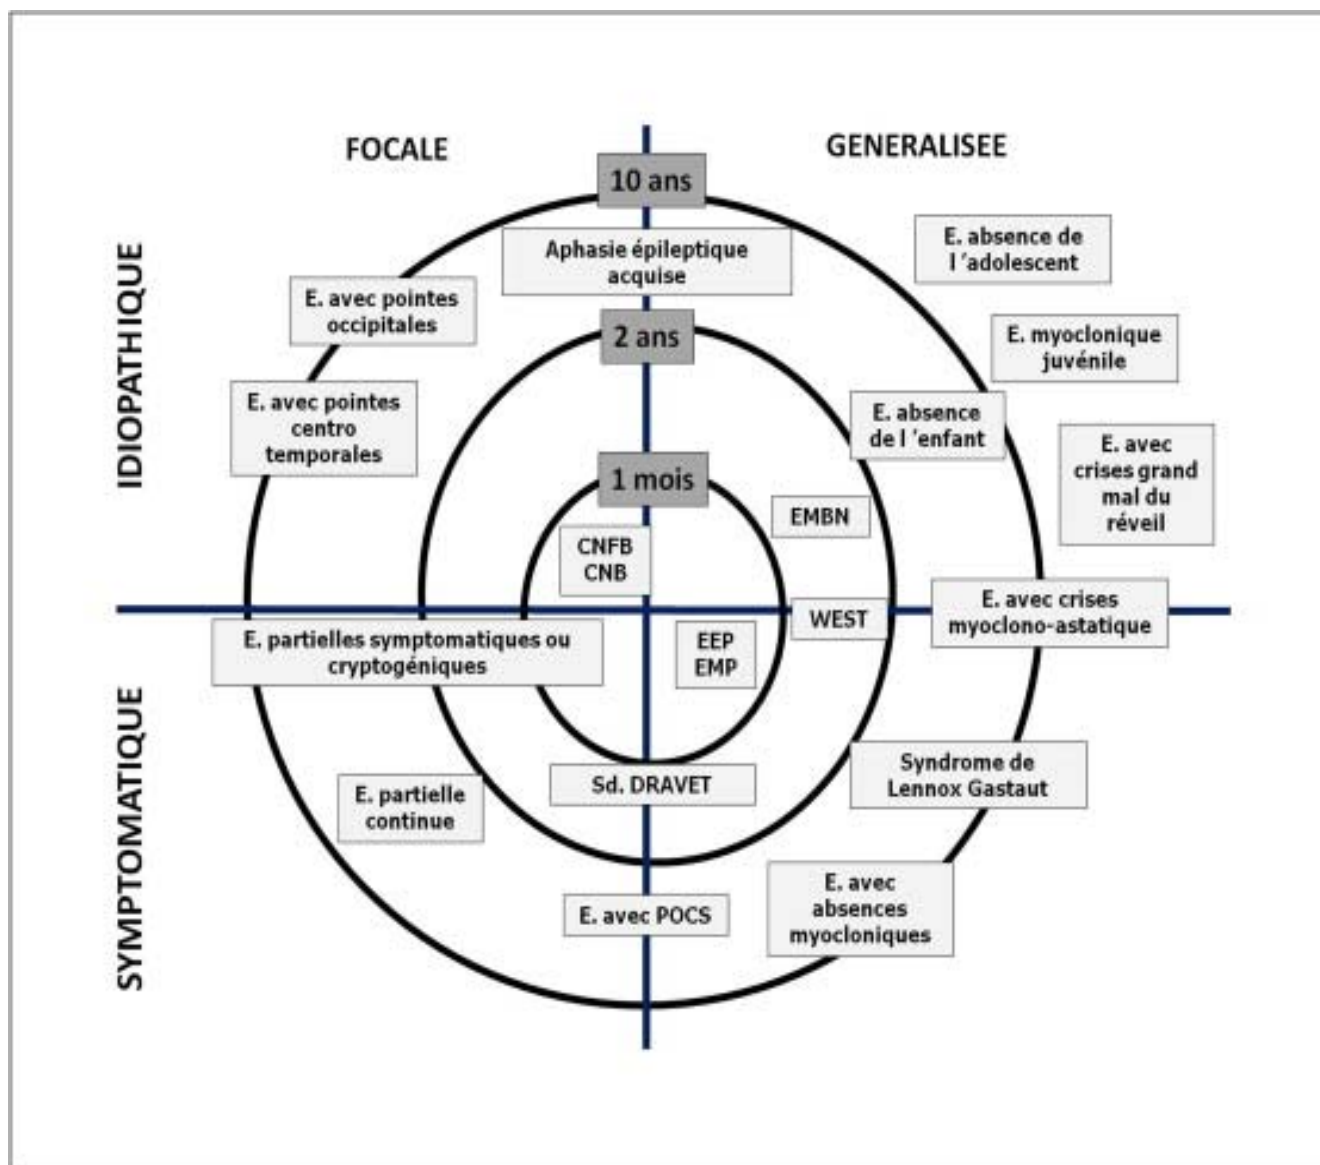 FOCALE
GENERALISEE
10 ans
E. absence de
l 'adolescent
Aphasie épileptique
acquise
E. avec pointes
occipitales
2 ans
E. myoclonique
juvénile
IDIOPATHIQUE
E. avec pointes
centro
temporales
E. absence
de l 'enfant
E. avec
crises grand
mal du
réveil
1 mois
EMBN
CNFB
CNB
E. avec crises
myoclono-astatique
WEST
E. partielles symptomatiques ou
cryptogéniques
EEP
EMP
SYMPTOMATIQUE
Syndrome de
Lennox Gastaut
Sd. DRAVET
E. partielle
continue
E. avec
absences
myocloniques
E. avec POCS